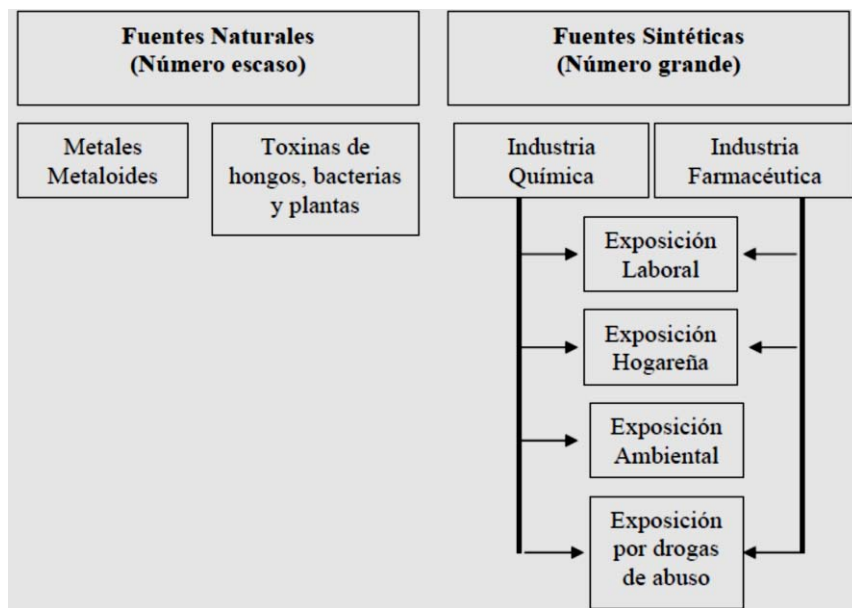 Fuentes Naturales
(Número escaso)
Fuentes Sintéticas
(Número grande)
Metales
Metaloides
Toxinas de
hongos, bacterias
y plantas
Industria
Química
Industria
Farmacéutica
Exposición
Laboral
Exposición
Hogareña
Exposición
Ambiental
Exposición
por drogas
de abuso